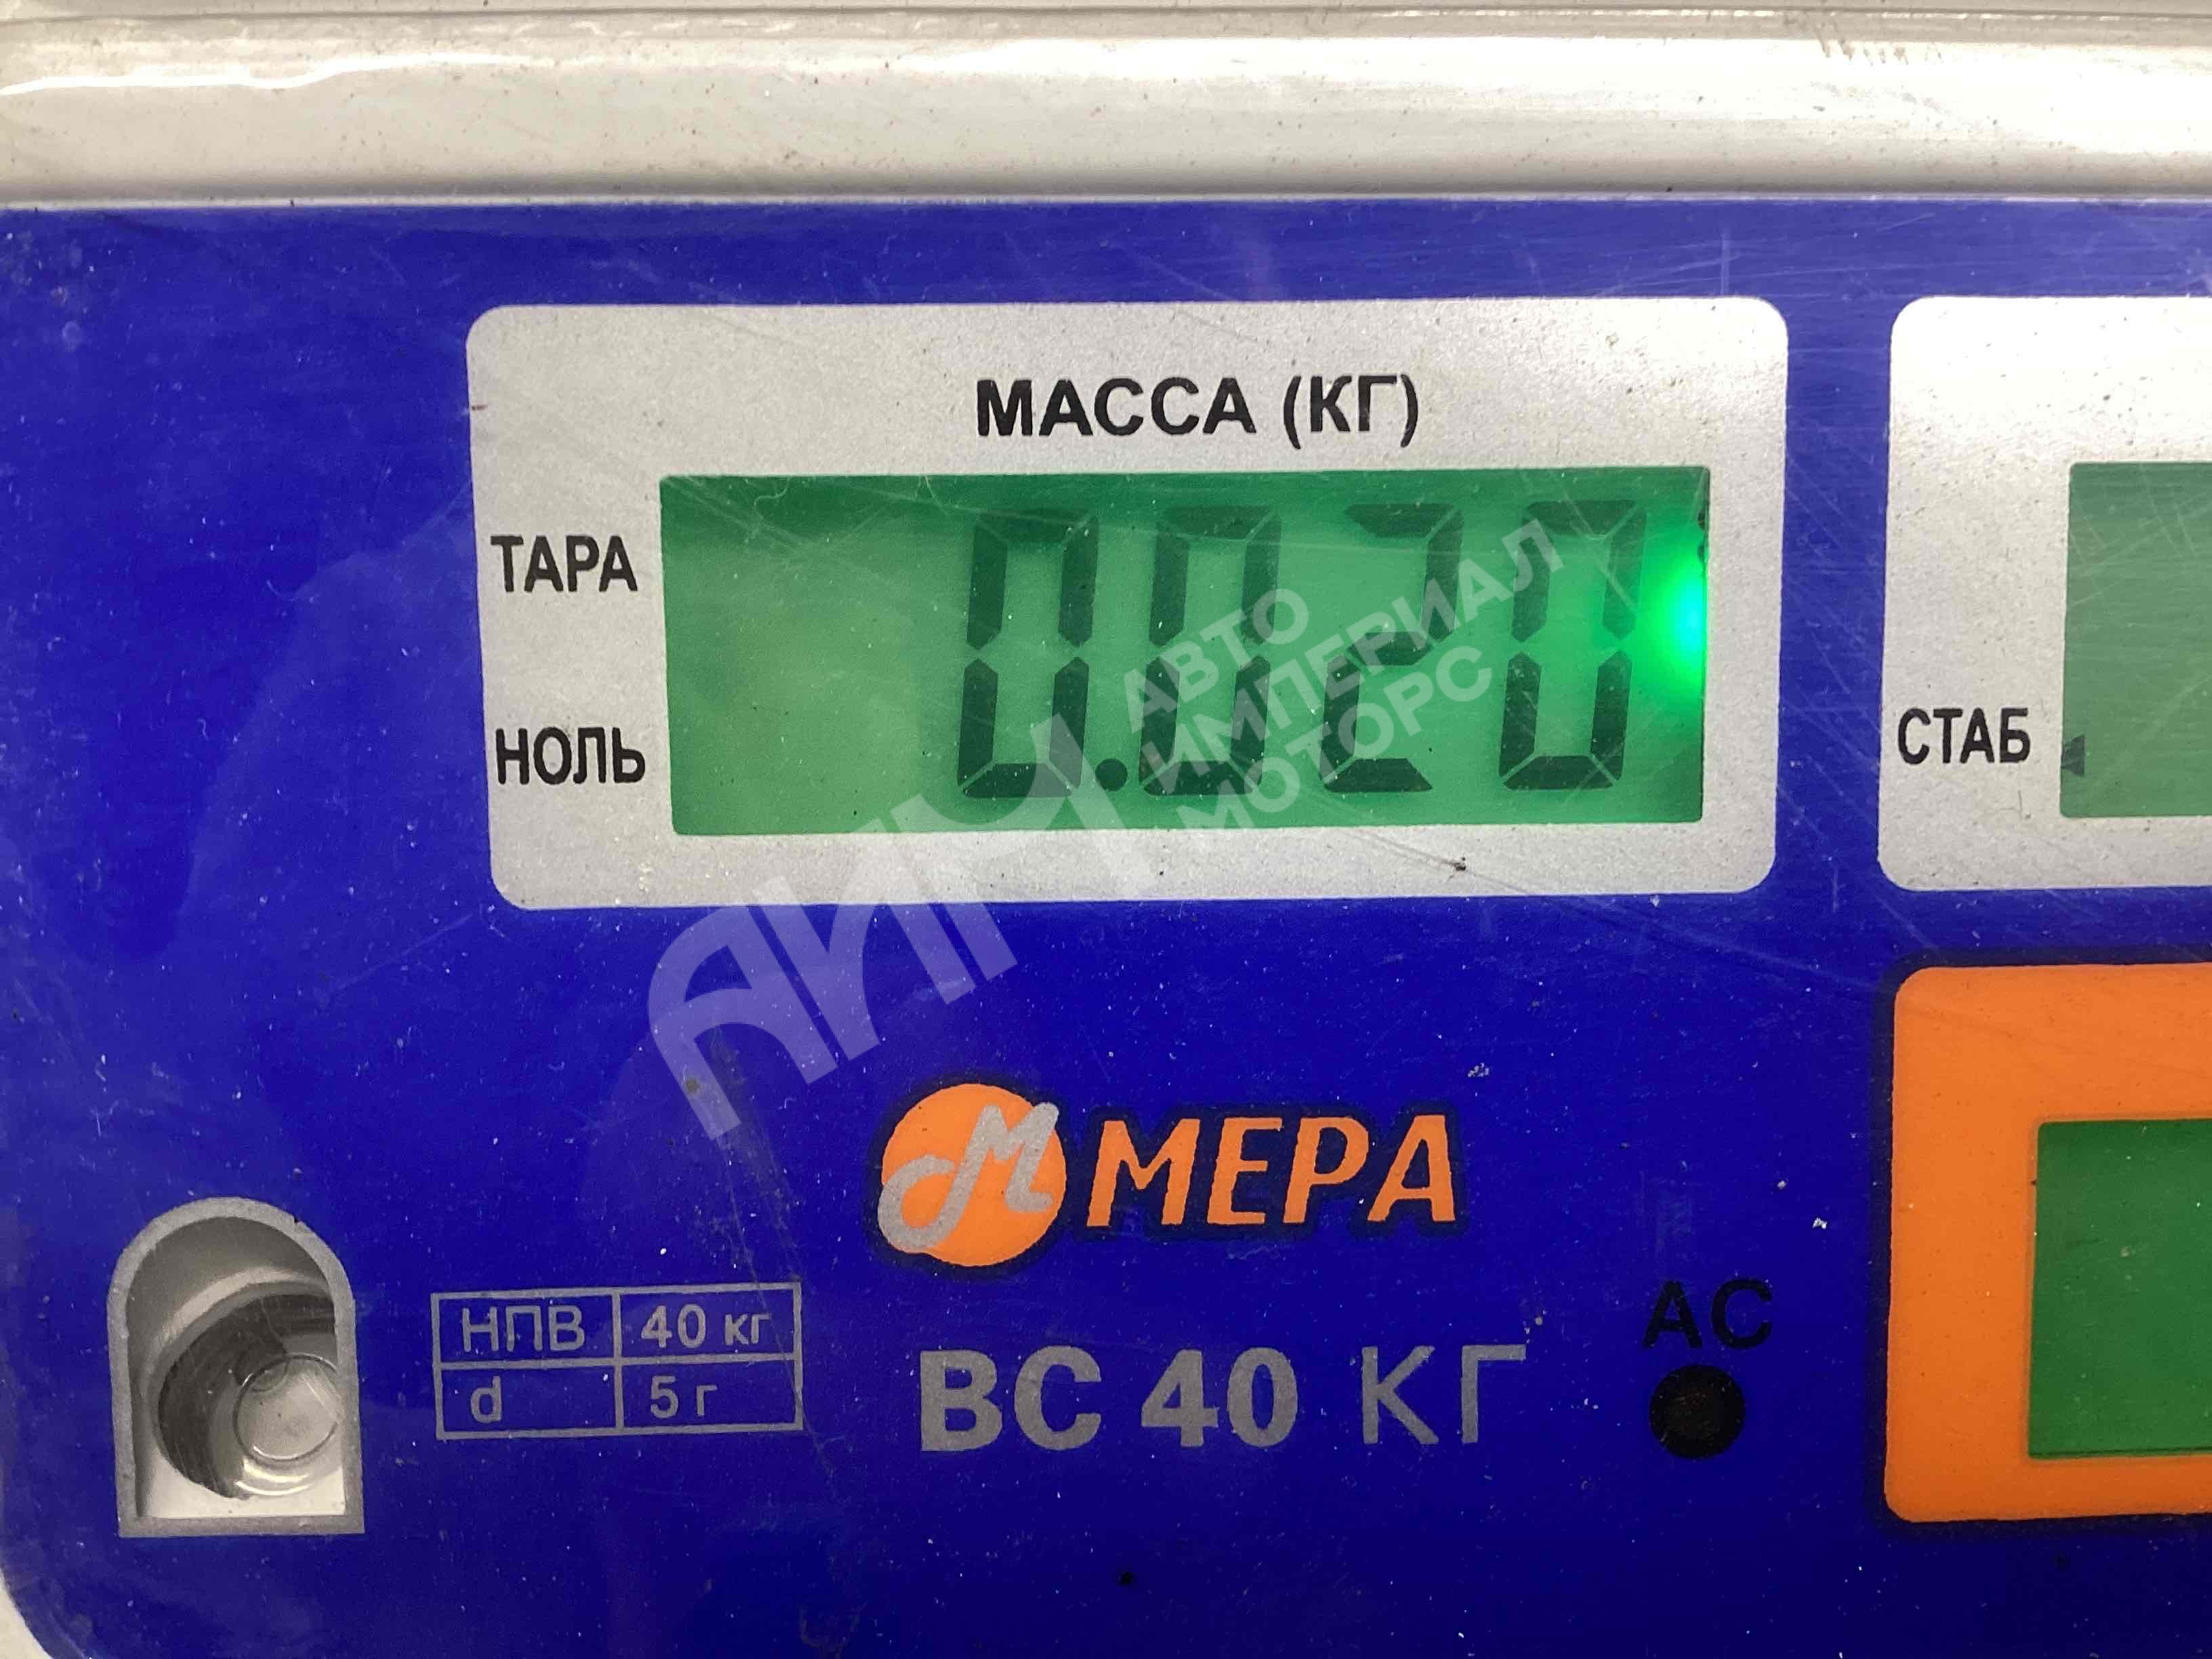 МАССА (КГ)
ТАРА
0.020
НОЛЬ
СТАБ
АИМ
АВТО
ИМПЕРИАЛ
МОТОРС
М МЕРА
НПВ 40 кг
d 5 г
ВС 40 КГ
АС